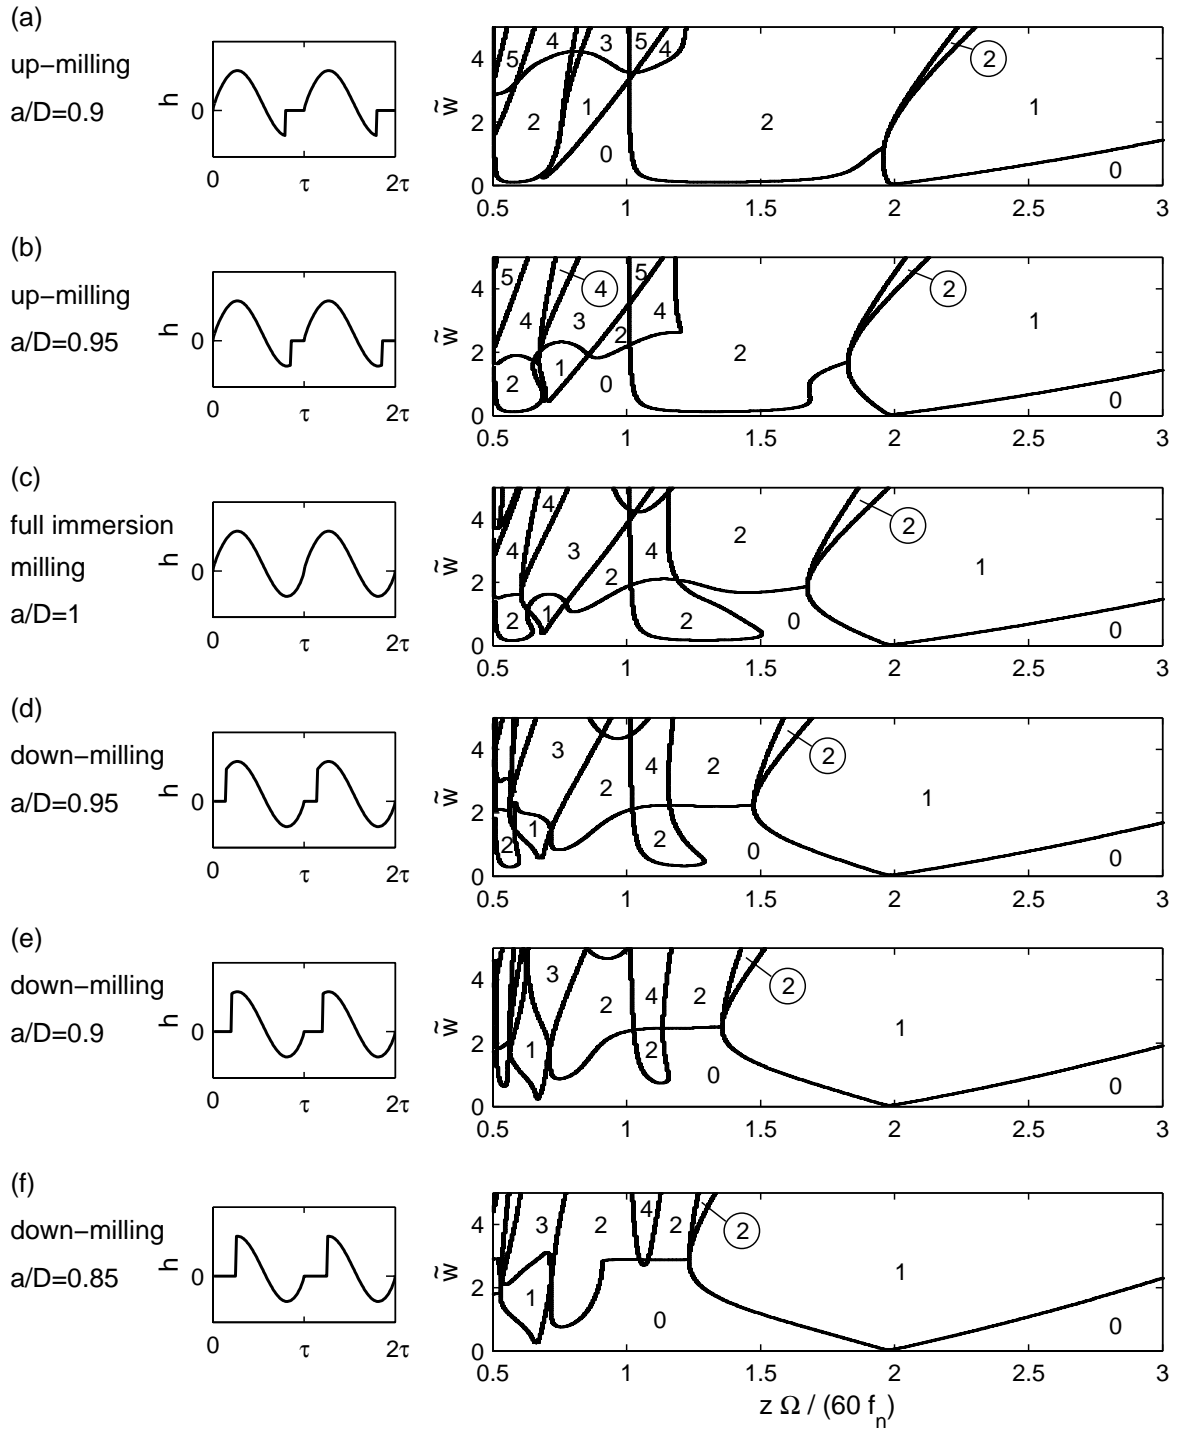 (a)
up−milling
a/D=0.9
h
0
0 τ 2τ
w̃
4
2
0
5 4 3 5 4
2 1 0 2 2 1 0
0.5 1 1.5 2 2.5 3
(b)
up−milling
a/D=0.95
h
0
0 τ 2τ
w̃
4
2
0
5 4 5 2
4 3 2 4 1
2 1 0 2 0
0.5 1 1.5 2 2.5 3
(c)
full immersion
milling
a/D=1
h
0
0 τ 2τ
w̃
4
2
0
4 2 2
4 3 2 4 1
2 1 2 0 0
0.5 1 1.5 2 2.5 3
(d)
down−milling
a/D=0.95
h
0
0 τ 2τ
w̃
4
2
0
3 4 2 2
2 1
2 1 2 0 0
0.5 1 1.5 2 2.5 3
(e)
down−milling
a/D=0.9
h
0
0 τ 2τ
w̃
4
2
0
3 2 4 2 2
1 2 0 1 0
0.5 1 1.5 2 2.5 3
(f)
down−milling
a/D=0.85
h
0
0 τ 2τ
w̃
4
2
0
3 2 4 2 2
1 0 1 0
0.5 1 1.5 2 2.5 3
z Ω / (60 fₙ)